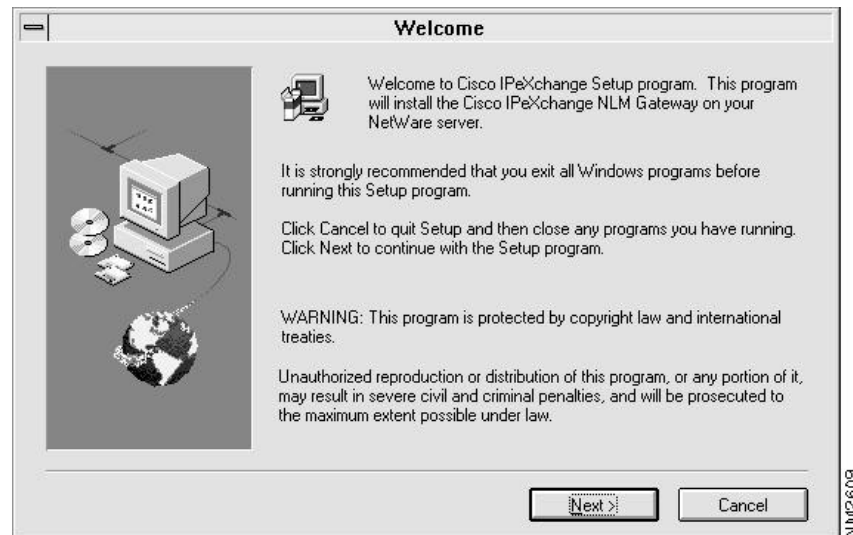 Welcome
Welcome to Cisco IPeXchange Setup program. This program
will install the Cisco IPeXchange NLM Gateway on your
NetWare server.
It is strongly recommended that you exit all Windows programs before
running this Setup program.
Click Cancel to quit Setup and then close any programs you have running.
Click Next to continue with the Setup program.
WARNING: This program is protected by copyright law and international
treaties.
Unauthorized reproduction or distribution of this program, or any portion of it,
may result in severe civil and criminal penalties, and will be prosecuted to
the maximum extent possible under law.
Next >
Cancel